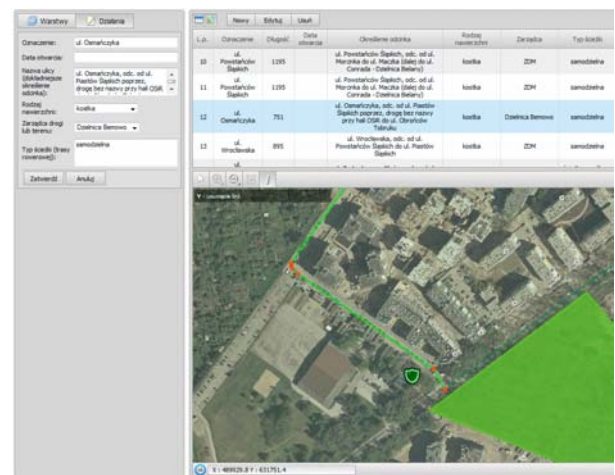 Warstwy
Działania
Oznaczenie:
ul. Osmańczyka
Data otwarcia:
Nazwa ulicy
(dokładniejsze
określenie
odcinka):
ul. Osmańczyka, odc. od ul.
Piastów Śląskich poprzez,
drogę bez nazwy przy hali OSiR
Rodzaj
nawierzchni:
kostka
Zarządca drogi
lub terenu:
Dzielnica Bemowo
Typ ścieżki (trasy
rowerowej):
samodzielna
Zatwierdź
Anuluj
Nowy
Edytuj
Usuń
L.p.
Oznaczenie
Długość
Data
otwarcia
Określenie odcinka
Rodzaj
nawierzchni
Zarządca
Typ ścieżki
10
ul.
Powstańców
Śląskich
1195
ul. Powstańców Śląskich, odc. od ul.
do ul. Maczka (dalej do ul.
Conrada - Dzielnica Bielany)
kostka
ZDM
samodzielna
11
ul.
Powstańców
Śląskich
1195
ul. Powstańców Śląskich, odc. od ul.
do ul. Maczka (dalej do ul.
Conrada - Dzielnica Bielany)
kostka
ZDM
samodzielna
12
ul.
Osmańczyka
751
ul. Osmańczyka, odc. od ul. Piastów
Śląskich poprzez, drogę bez nazwy
przy hali OSiR do ul. Obrońców
Tobruku
kostka
Dzielnica Bemowo
samodzielna
13
ul.
Wrocławska
895
ul. Wrocławska, odc. od ul.
Powstańców Śląskich do ul. Piastów
Śląskich
kostka
ZDM
samodzielna
ul.
X : 489929.8 Y : 631751.4